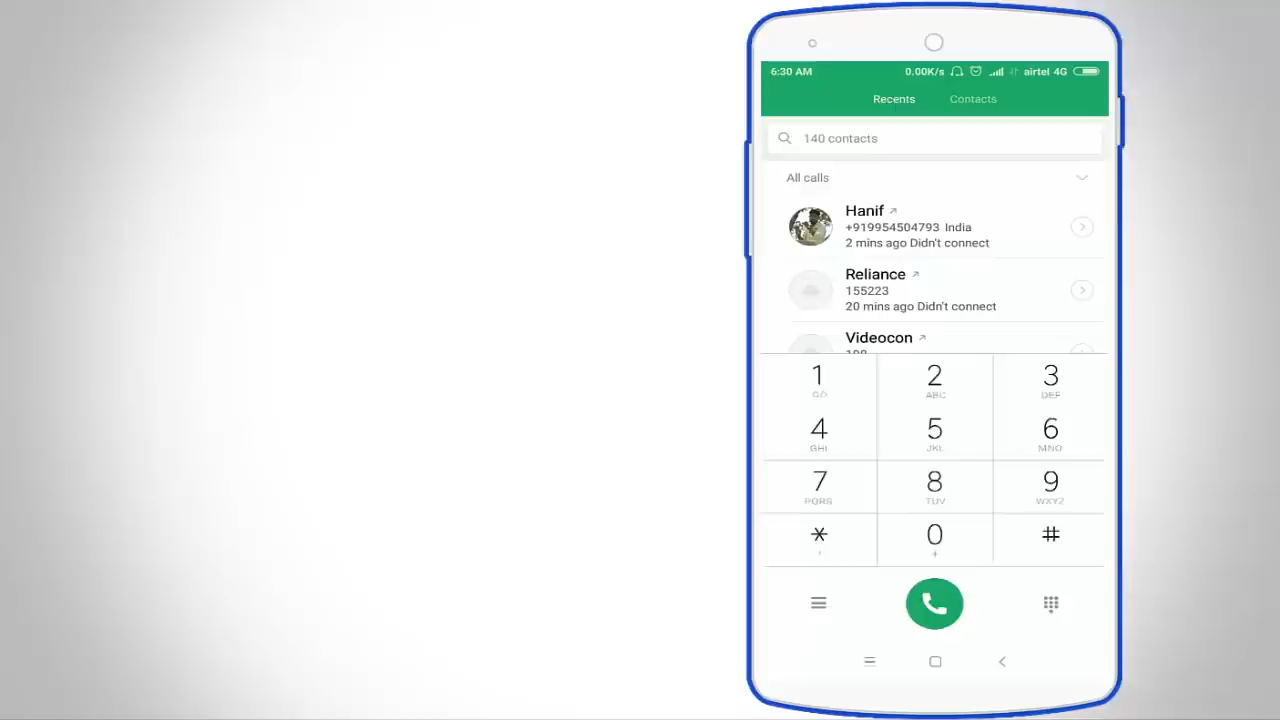 6:30 AM 0.00K/s airtel 4G
Recents Contacts
140 contacts
All calls
Hanif
+919954504793 India
2 mins ago Didn't connect
Reliance
155223
20 mins ago Didn't connect
Videocon
1 2 3
ABC DEF
4 5 6
GHI JKL MNO
7 8 9
PQRS TUV WXYZ
* 0 #
, +